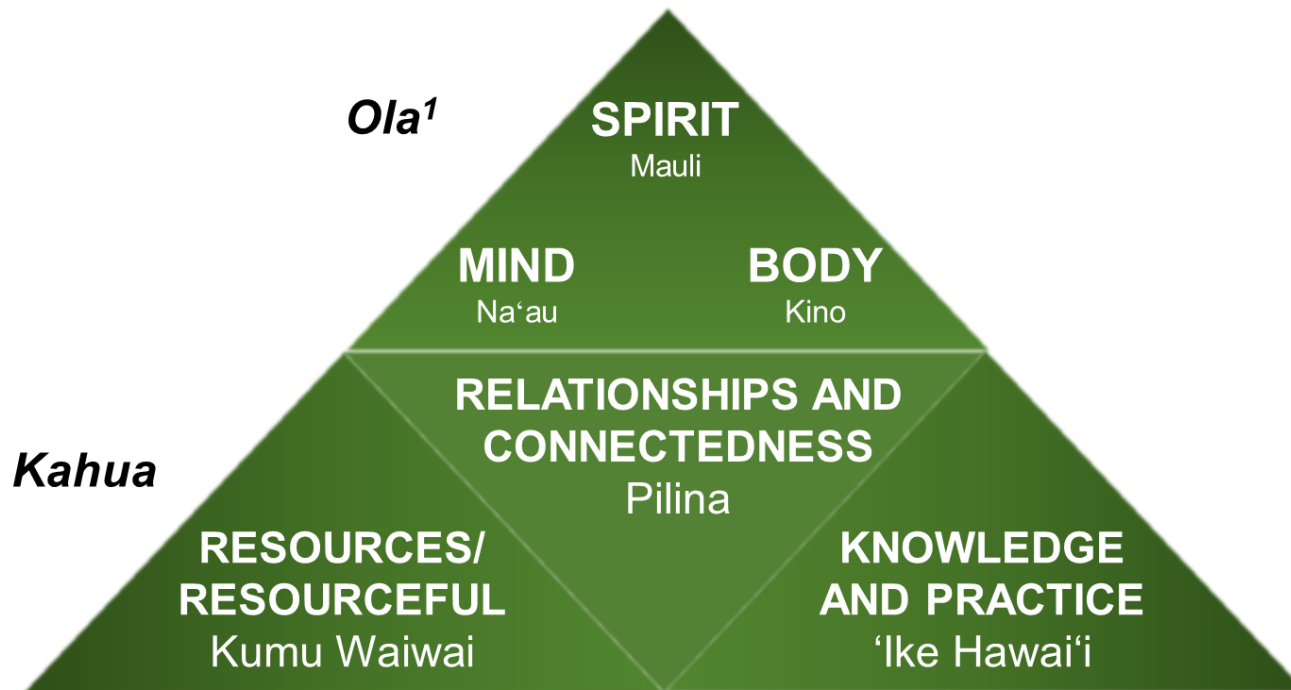 Ola¹
SPIRIT
Mauli
MIND
Naʻau
BODY
Kino
Kahua
RELATIONSHIPS AND
CONNECTEDNESS
Pilina
RESOURCES/
RESOURCEFUL
Kumu Waiwai
KNOWLEDGE
AND PRACTICE
ʻIke Hawaiʻi